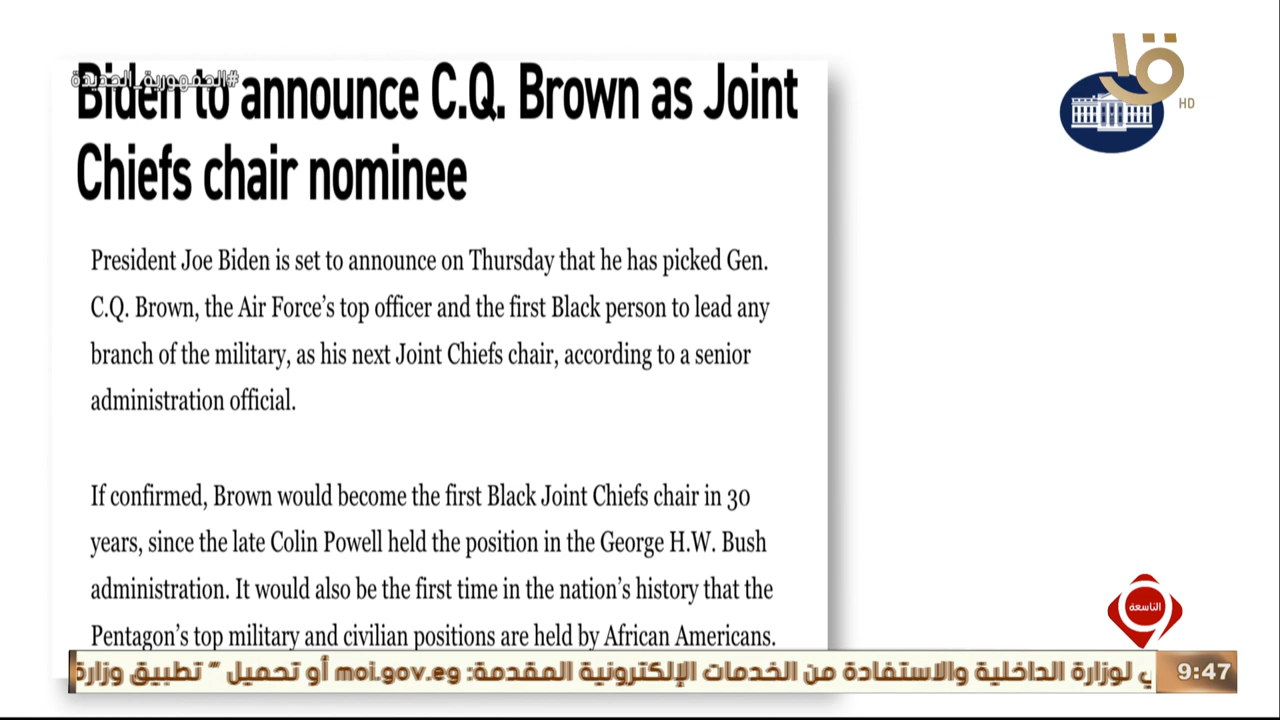 #الجمهورية_الجديدة
Biden to announce C.Q. Brown as Joint
Chiefs chair nominee
HD
President Joe Biden is set to announce on Thursday that he has picked Gen.
C.Q. Brown, the Air Force’s top officer and the first Black person to lead any
branch of the military, as his next Joint Chiefs chair, according to a senior
administration official.
If confirmed, Brown would become the first Black Joint Chiefs chair in 30
years, since the late Colin Powell held the position in the George H.W. Bush
administration. It would also be the first time in the nation’s history that the
Pentagon’s top military and civilian positions are held by African Americans.
التاسعة
ي لوزارة الداخلية والاستفادة من الخدمات الإلكترونية المقدمة: moi.gov.eg أو تحميل " تطبيق وزارة
9:47